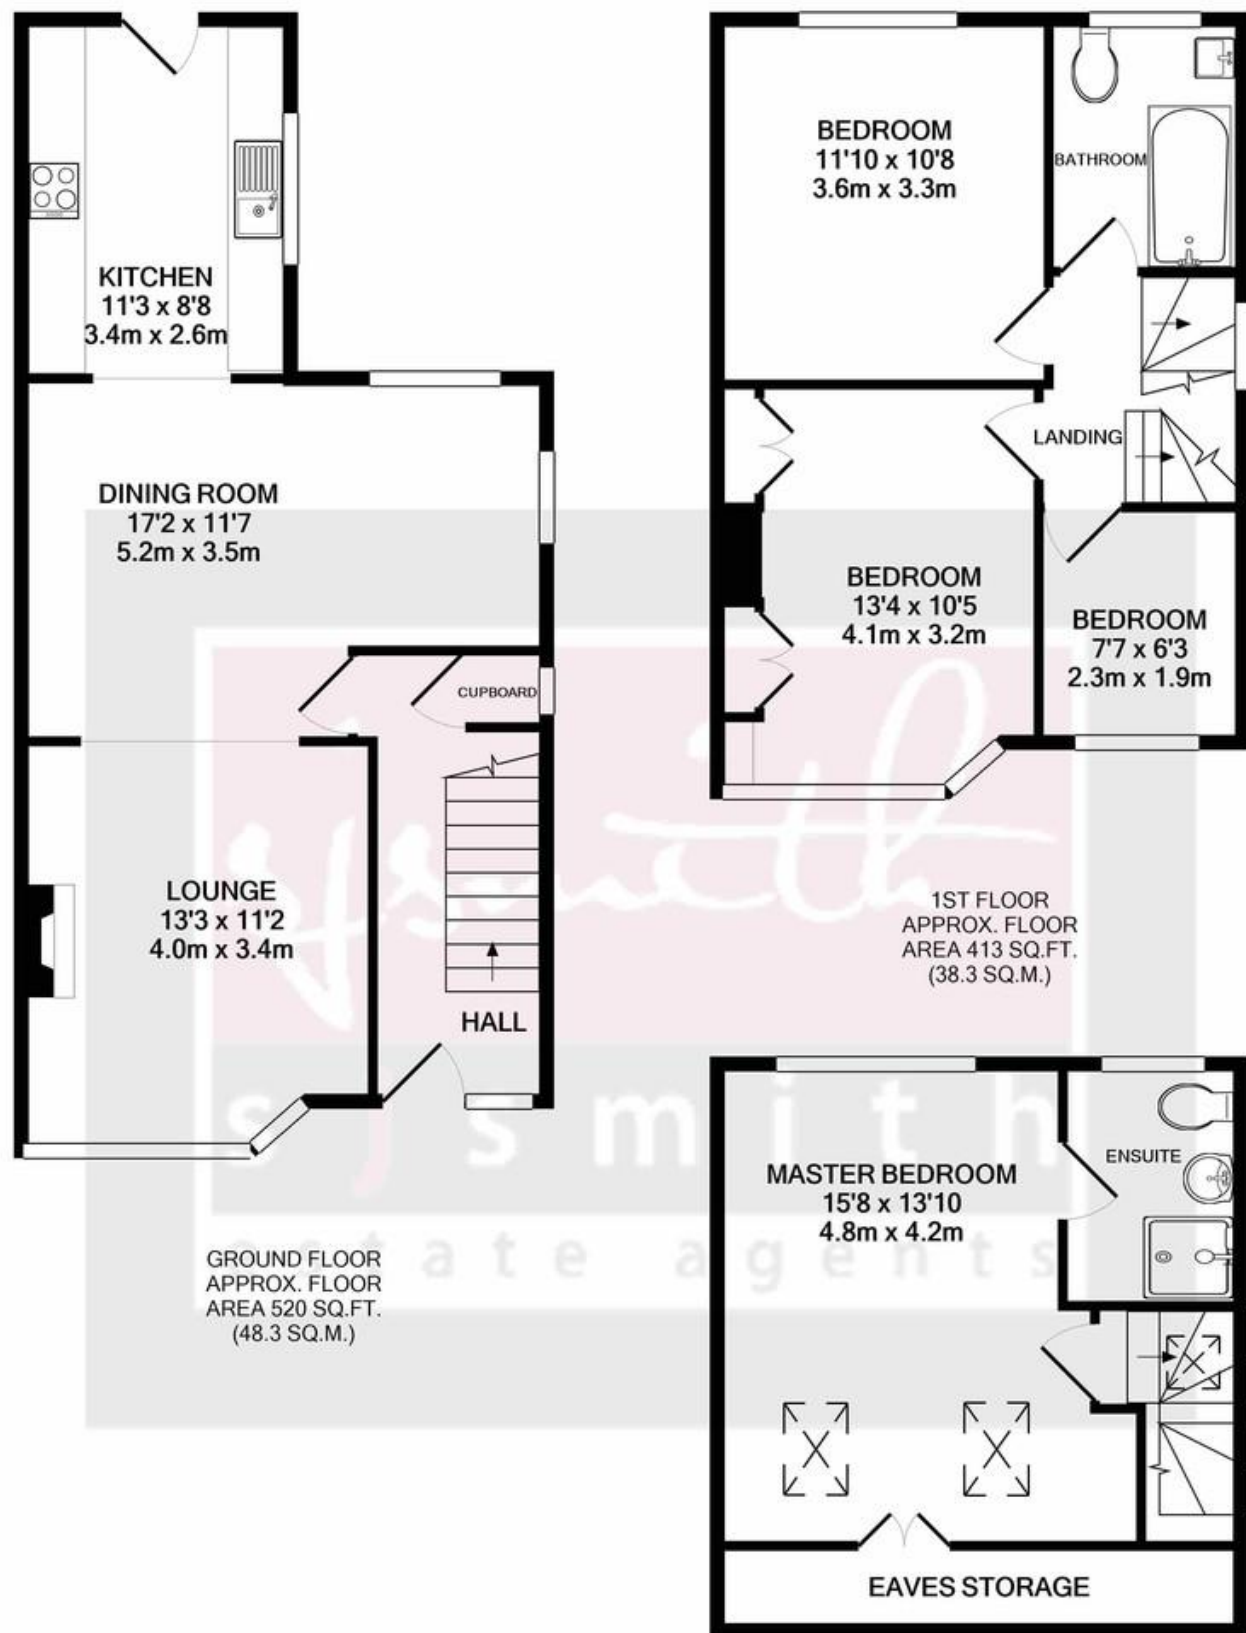 KITCHEN
11'3 x 8'8
3.4m x 2.6m
DINING ROOM
17'2 x 11'7
5.2m x 3.5m
CUPBOARD
LOUNGE
13'3 x 11'2
4.0m x 3.4m
HALL
GROUND FLOOR
APPROX. FLOOR
AREA 520 SQ.FT.
(48.3 SQ.M.)
BEDROOM
11'10 x 10'8
3.6m x 3.3m
BATHROOM
LANDING
BEDROOM
13'4 x 10'5
4.1m x 3.2m
BEDROOM
7'7 x 6'3
2.3m x 1.9m
1ST FLOOR
APPROX. FLOOR
AREA 413 SQ.FT.
(38.3 SQ.M.)
MASTER BEDROOM
15'8 x 13'10
4.8m x 4.2m
ENSUITE
EAVES STORAGE
sjsmith
sjsmith
estate agents